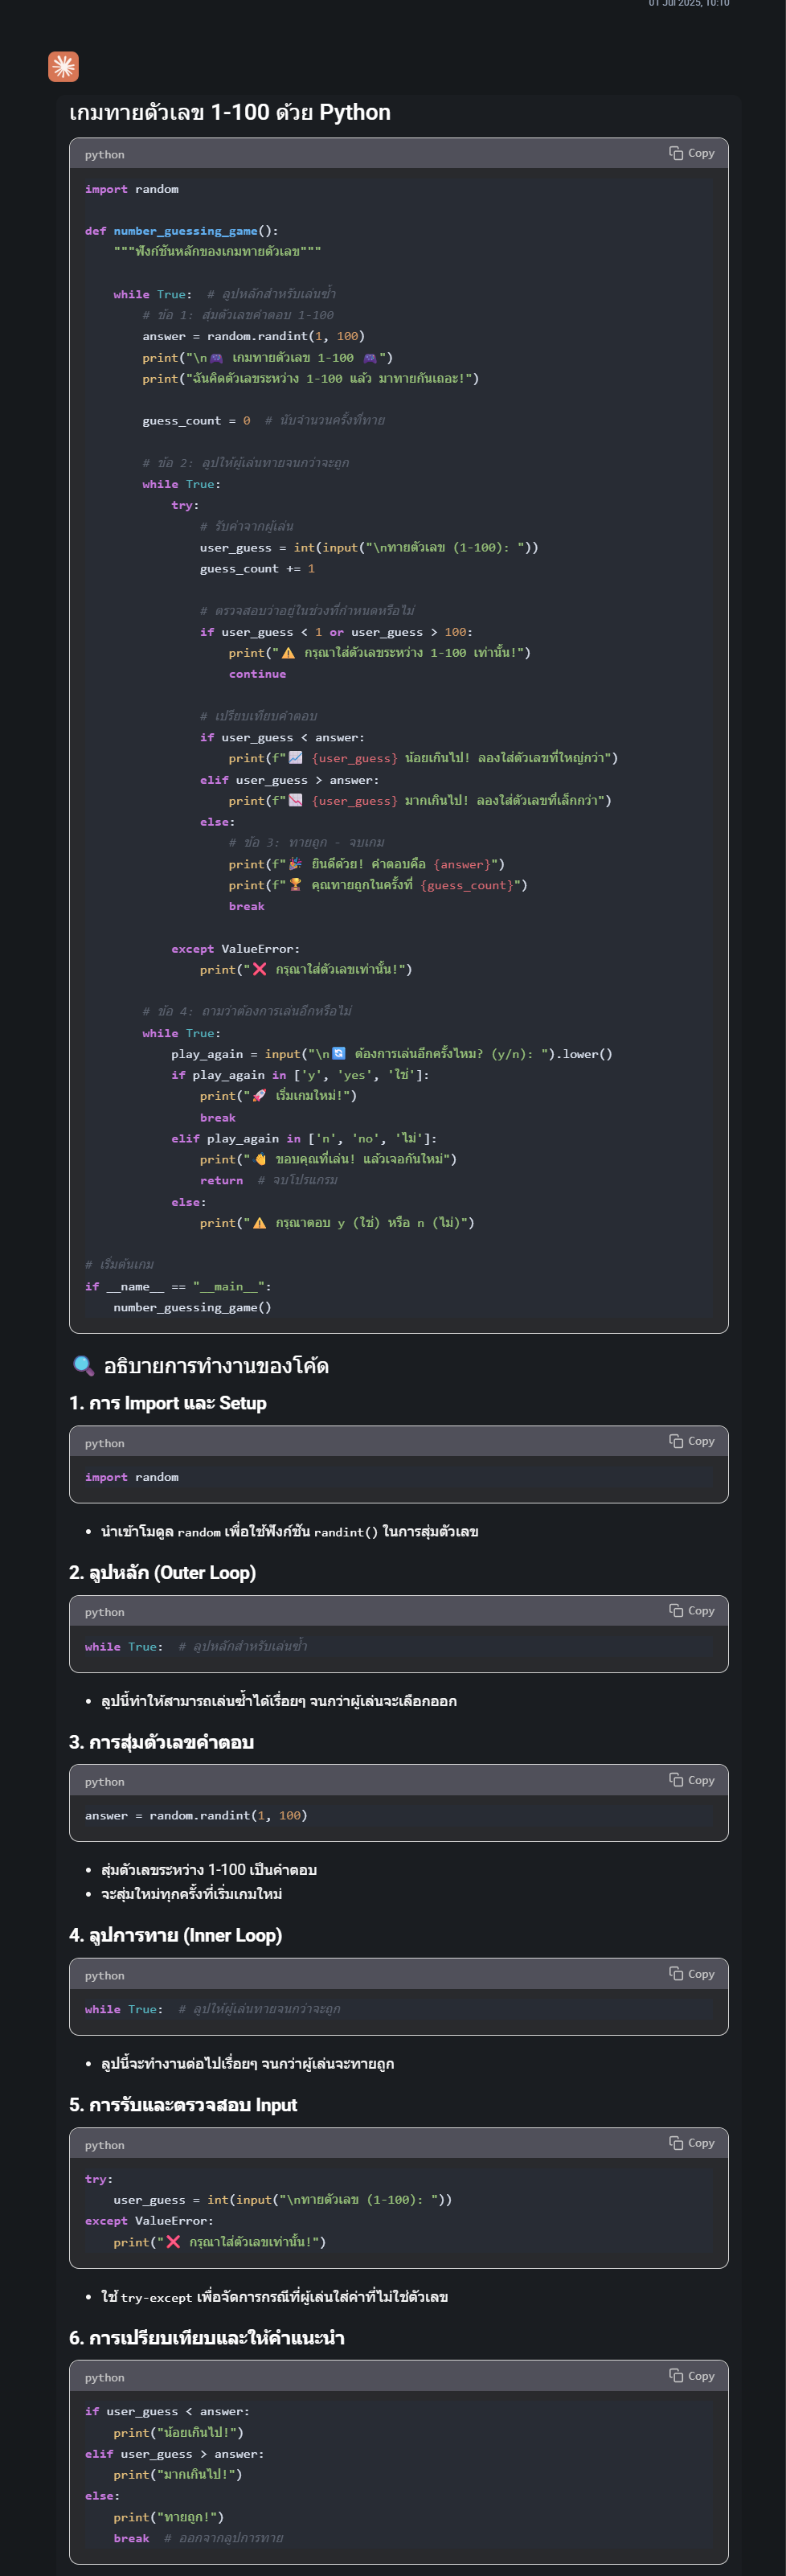 01 Jul 2025, 10:10
เกมทายตัวเลข 1-100 ด้วย Python
python
Copy
import random
def number_guessing_game():
    """ฟังก์ชันหลักของเกมทายตัวเลข"""
    while True:  # ลูปหลักสำหรับเล่นซ้ำ
        # ข้อ 1: สุ่มตัวเลขคำตอบ 1-100
        answer = random.randint(1, 100)
        print("\n🎮 เกมทายตัวเลข 1-100 🎮")
        print("ฉันคิดตัวเลขระหว่าง 1-100 แล้ว มาทายกันเถอะ!")
        guess_count = 0  # นับจำนวนครั้งที่ทาย
        # ข้อ 2: ลูปให้ผู้เล่นทายจนกว่าจะถูก
        while True:
            try:
                # รับค่าจากผู้เล่น
                user_guess = int(input("\nทายตัวเลข (1-100): "))
                guess_count += 1
                # ตรวจสอบว่าอยู่ในช่วงที่กำหนดหรือไม่
                if user_guess < 1 or user_guess > 100:
                    print("⚠️ กรุณาใส่ตัวเลขระหว่าง 1-100 เท่านั้น!")
                    continue
                # เปรียบเทียบคำตอบ
                if user_guess < answer:
                    print(f"📈 {user_guess} น้อยเกินไป! ลองใส่ตัวเลขที่ใหญ่กว่า")
                elif user_guess > answer:
                    print(f"📉 {user_guess} มากเกินไป! ลองใส่ตัวเลขที่เล็กกว่า")
                else:
                    # ข้อ 3: ทายถูก - จบเกม
                    print(f"🎉 ยินดีด้วย! คำตอบคือ {answer}")
                    print(f"🏆 คุณทายถูกในครั้งที่ {guess_count}")
                    break
            except ValueError:
                print("❌ กรุณาใส่ตัวเลขเท่านั้น!")
        # ข้อ 4: ถามว่าต้องการเล่นอีกหรือไม่
        while True:
            play_again = input("\n🔄 ต้องการเล่นอีกครั้งไหม? (y/n): ").lower()
            if play_again in ['y', 'yes', 'ใช่']:
                print("🚀 เริ่มเกมใหม่!")
                break
            elif play_again in ['n', 'no', 'ไม่']:
                print("👋 ขอบคุณที่เล่น! แล้วเจอกันใหม่")
                return  # จบโปรแกรม
            else:
                print("⚠️ กรุณาตอบ y (ใช่) หรือ n (ไม่)")
# เริ่มต้นเกม
if __name__ == "__main__":
    number_guessing_game()
🔍 อธิบายการทำงานของโค้ด
1. การ Import และ Setup
python
Copy
import random
• นำเข้าโมดูล random เพื่อใช้ฟังก์ชัน randint() ในการสุ่มตัวเลข
2. ลูปหลัก (Outer Loop)
python
Copy
while True:  # ลูปหลักสำหรับเล่นซ้ำ
• ลูปนี้ทำให้สามารถเล่นซ้ำได้เรื่อยๆ จนกว่าผู้เล่นจะเลือกออก
3. การสุ่มตัวเลขคำตอบ
python
Copy
answer = random.randint(1, 100)
• สุ่มตัวเลขระหว่าง 1-100 เป็นคำตอบ
• จะสุ่มใหม่ทุกครั้งที่เริ่มเกมใหม่
4. ลูปการทาย (Inner Loop)
python
Copy
while True:  # ลูปให้ผู้เล่นทายจนกว่าจะถูก
• ลูปนี้จะทำงานต่อไปเรื่อยๆ จนกว่าผู้เล่นจะทายถูก
5. การรับและตรวจสอบ Input
python
Copy
try:
    user_guess = int(input("\nทายตัวเลข (1-100): "))
except ValueError:
    print("❌ กรุณาใส่ตัวเลขเท่านั้น!")
• ใช้ try-except เพื่อจัดการกรณีที่ผู้เล่นใส่ค่าที่ไม่ใช่ตัวเลข
6. การเปรียบเทียบและให้คำแนะนำ
python
Copy
if user_guess < answer:
    print("น้อยเกินไป!")
elif user_guess > answer:
    print("มากเกินไป!")
else:
    print("ทายถูก!")
    break  # ออกจากลูปการทาย